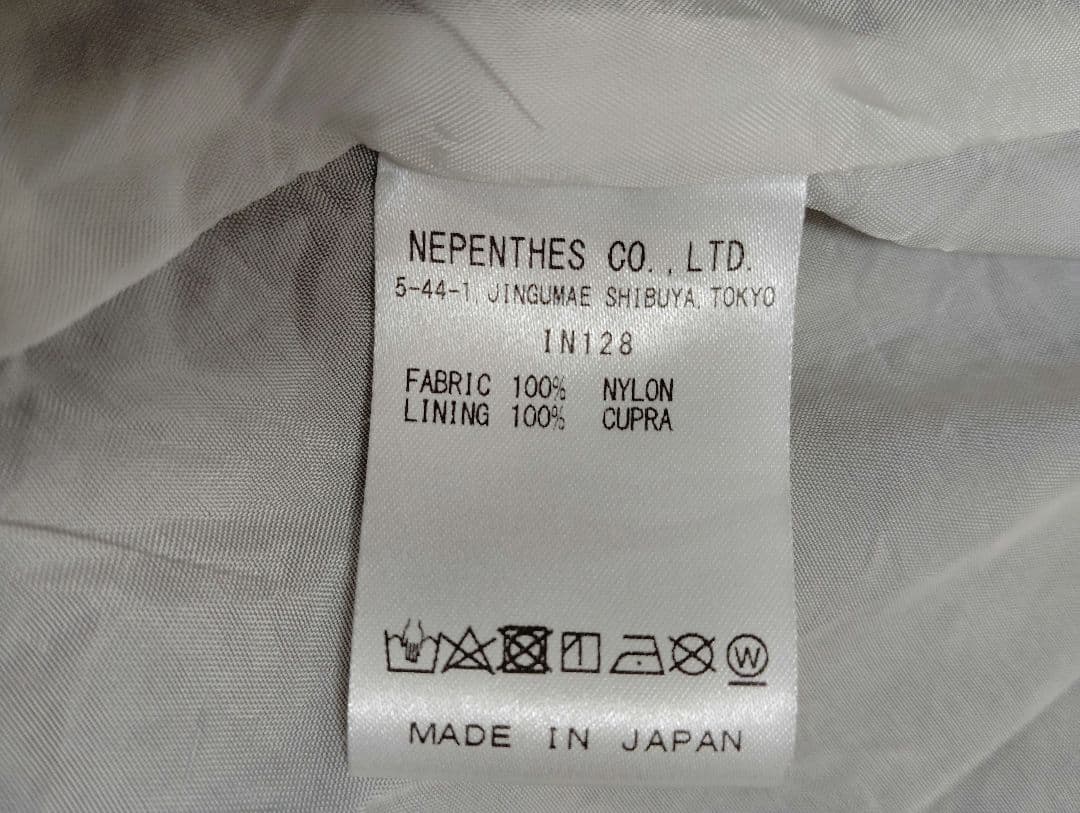 NEPENTHES CO.,LTD.
5-44-1, JINGUMAE SHIBUYA, TOKYO
IN128
FABRIC 100% NYLON
LINING 100% CUPRA
W
MADE IN JAPAN